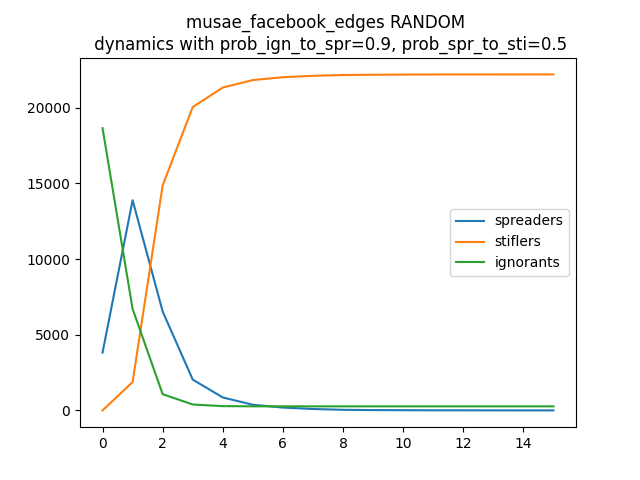 musae_facebook_edges RANDOM
dynamics with prob_ign_to_spr=0.9, prob_spr_to_sti=0.5
20000
15000
10000
5000
0
spreaders
stiflers
ignorants
0 2 4 6 8 10 12 14